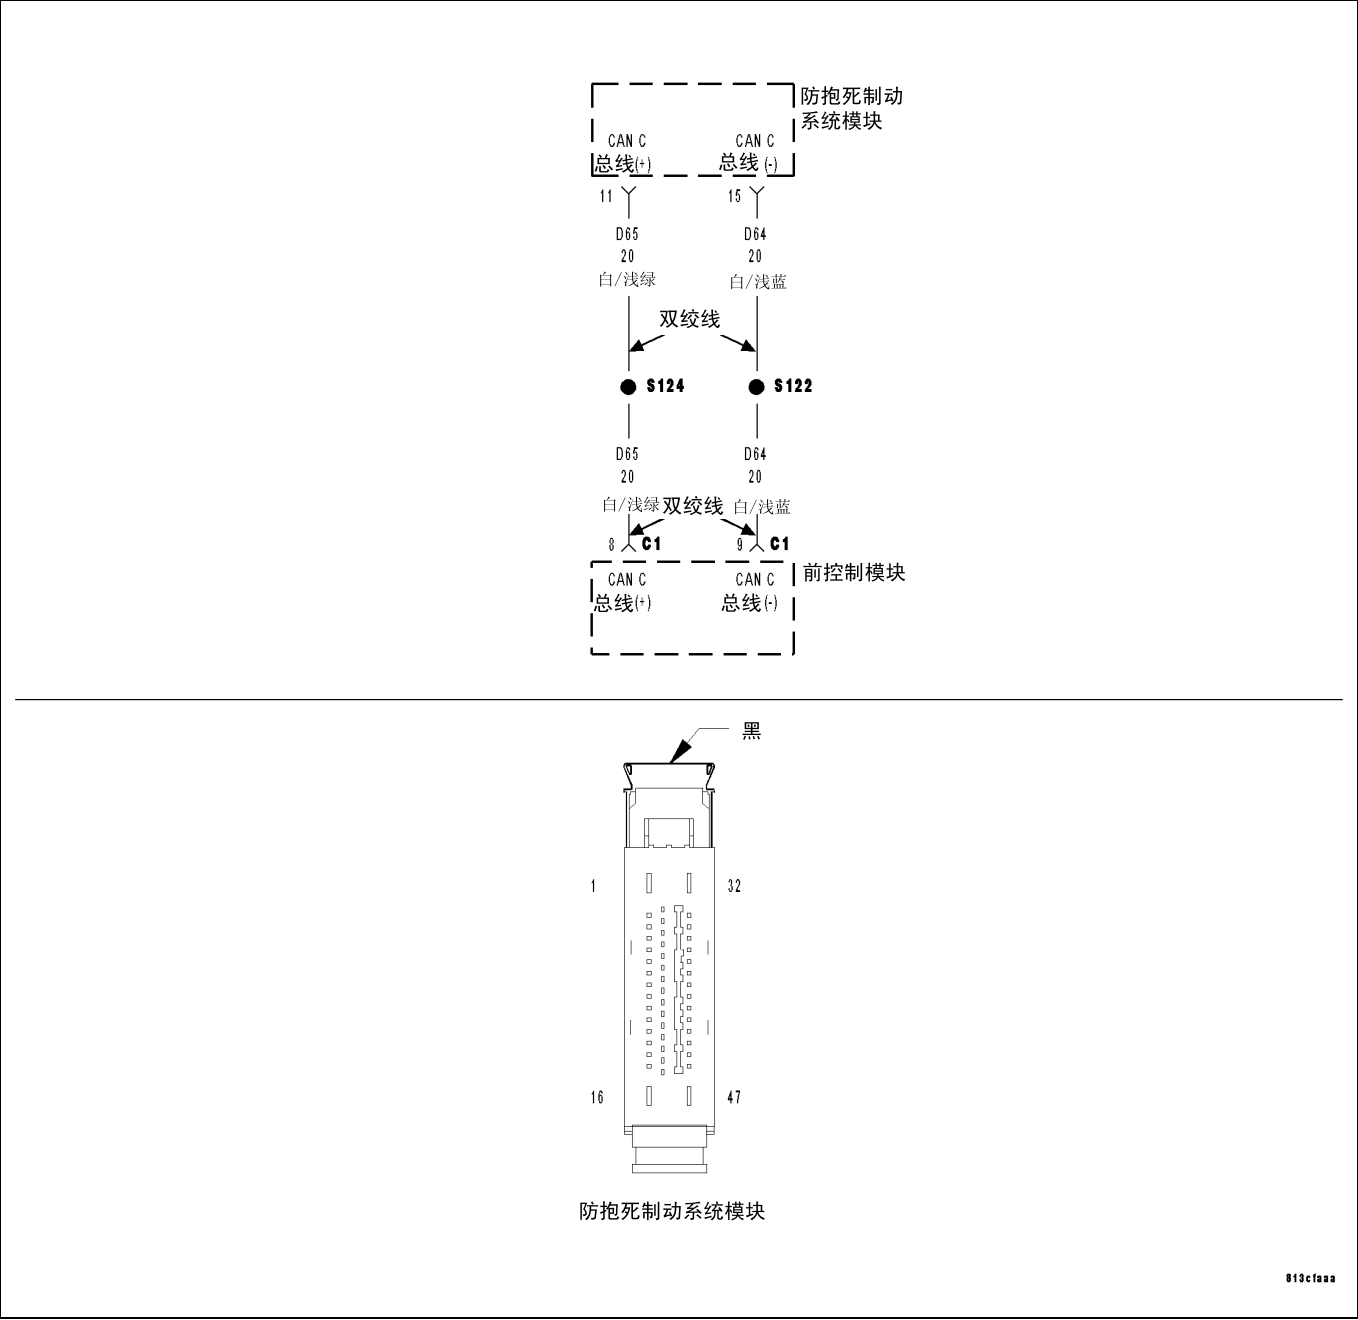 防抱死制动
系统模块
CAN C CAN C
总线(+) 总线(-)
11 15
D65 D64
20 20
白/浅绿 白/浅蓝
双绞线
S124 S122
D65 D64
20 20
白/浅绿 双绞线 白/浅蓝
8 C1 9 C1
前控制模块
CAN C CAN C
总线(+) 总线(-)
黑
1 32
16 47
防抱死制动系统模块
813cfaaa